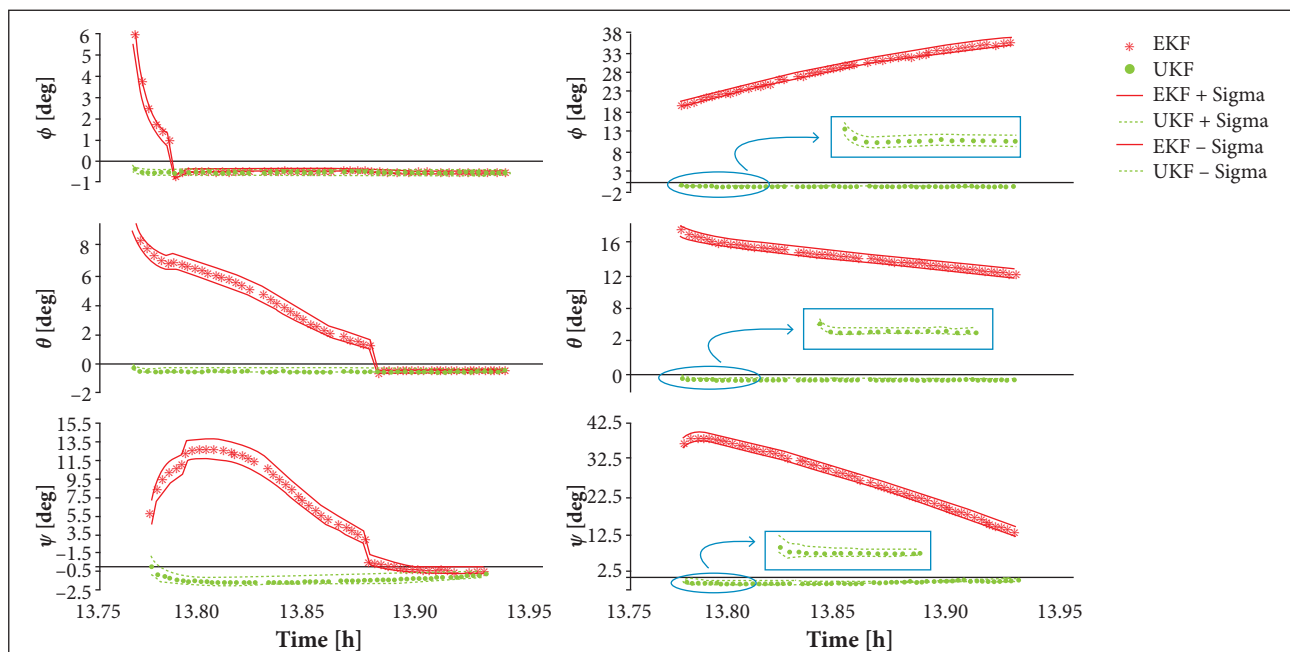 6
5
4
3
2
1
0
−1
ϕ [deg]
38
33
28
23
18
13
8
3
−2
ϕ [deg]
EKF
UKF
EKF + Sigma
UKF + Sigma
EKF − Sigma
UKF − Sigma
8
6
4
2
0
−2
θ [deg]
16
12
8
2
0
θ [deg]
15.5
13.5
11.5
9.5
7.5
5.5
3.5
−1.5
−0.5
−2.5
ψ [deg]
42.5
32.5
22.5
12.5
2.5
ψ [deg]
13.75 13.80 13.85 13.90 13.95
Time [h]
13.75 13.80 13.85 13.90 13.95
Time [h]